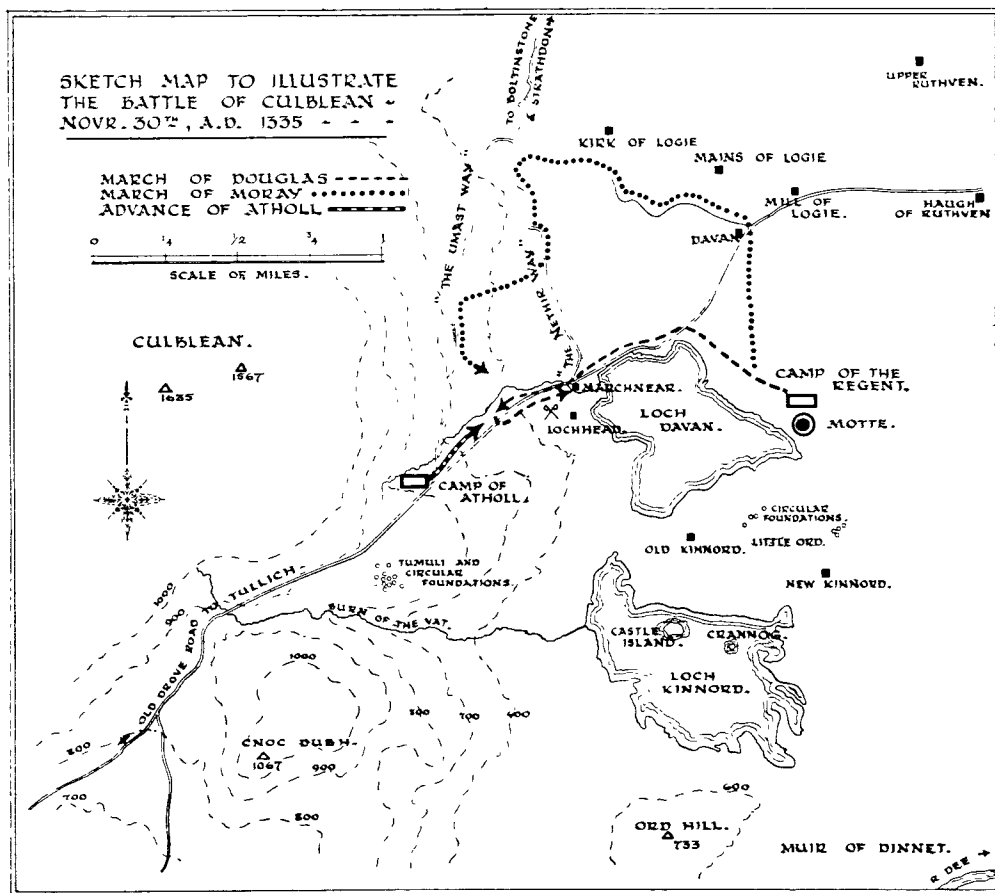 SKETCH MAP TO ILLUSTRATE
THE BATTLE OF CULBLEAN -
NOVR. 30TH, A.D. 1335 - - -
MARCH OF DOUGLAS
MARCH OF MORAY
ADVANCE OF ATHOLL
0 1/4 1/2 3/4 1
SCALE OF MILES.
TO BOLTINSTONE
& STRATHDON
UPPER
RUTHVEN.
KIRK OF LOGIE
MAINS OF LOGIE
MILL OF
LOGIE.
HAUGH
OF RUTHVEN
DAVAN
"THE UMAST WAY"
"THE NETHIR WAY"
CULBLEAN.
1567
1635
MARCHNEAR.
LOCHHEAD.
LOCH
DAVAN.
CAMP OF THE
REGENT.
MOTTE.
CAMP OF
ATHOLL.
CIRCULAR
FOUNDATIONS.
LITTLE ORD.
OLD KINNORD.
NEW KINNORD.
TUMULI AND
CIRCULAR
FOUNDATIONS.
OLD DROVE ROAD TO TULLICH.
BURN OF THE VAT.
CASTLE
ISLAND.
CRANNOG.
LOCH
KINNORD.
1000
900
800
700
1000
800
700
600
CNOC DUBH.
1067
900
800
600
ORD HILL.
733
MUIR OF DINNET.
R DEE